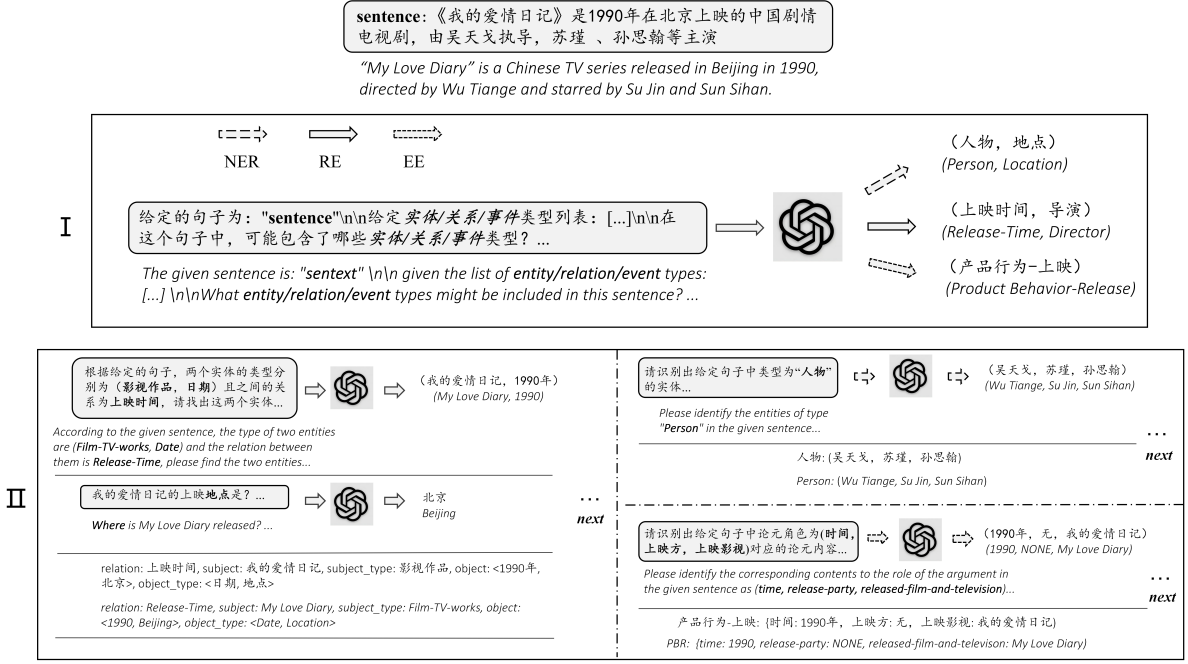 sentence:《我的爱情日记》是1990年在北京上映的中国剧情
电视剧，由吴天戈执导，苏瑾 、孙思翰等主演
“My Love Diary” is a Chinese TV series released in Beijing in 1990,
directed by Wu Tiange and starred by Su Jin and Sun Sihan.
NER
RE
EE
I
给定的句子为："sentence"\n\n给定实体/关系/事件类型列表：[...]\n\n在
这个句子中，可能包含了哪些实体/关系/事件类型？...
The given sentence is: "sentext" \n\n given the list of entity/relation/event types:
[...] \n\nWhat entity/relation/event types might be included in this sentence? ...
（人物，地点）
(Person, Location)
（上映时间，导演）
(Release-Time, Director)
（产品行为-上映）
(Product Behavior-Release)
II
根据给定的句子，两个实体的类型分
别为（影视作品，日期）且之间的关
系为上映时间，请找出这两个实体...
（我的爱情日记，1990年）
(My Love Diary, 1990)
According to the given sentence, the type of two entities
are (Film-TV-works, Date) and the relation between
them is Release-Time, please find the two entities...
我的爱情日记的上映地点是？...
北京
Beijing
Where is My Love Diary released? ...
...
next
relation: 上映时间, subject: 我的爱情日记, subject_type: 影视作品, object: <1990年,
北京>, object_type: <日期, 地点>
relation: Release-Time, subject: My Love Diary, subject_type: Film-TV-works, object:
<1990, Beijing>, object_type: <Date, Location>
请识别出给定句子中类型为“人物”
的实体...
（吴天戈，苏瑾，孙思翰）
(Wu Tiange, Su Jin, Sun Sihan)
Please identify the entities of type
"Person" in the given sentence...
...
next
人物: (吴天戈，苏瑾，孙思翰)
Person: (Wu Tiange, Su Jin, Sun Sihan)
请识别出给定句子中论元角色为(时间，
上映方，上映影视)对应的论元内容...
（1990年，无，我的爱情日记）
(1990, NONE, My Love Diary)
Please identify the corresponding contents to the role of the argument in
the given sentence as (time, release-party, released-film-and-television)...
...
next
产品行为-上映: {时间: 1990年，上映方: 无，上映影视: 我的爱情日记)
PBR: {time: 1990, release-party: NONE, released-film-and-televison: My Love Diary)